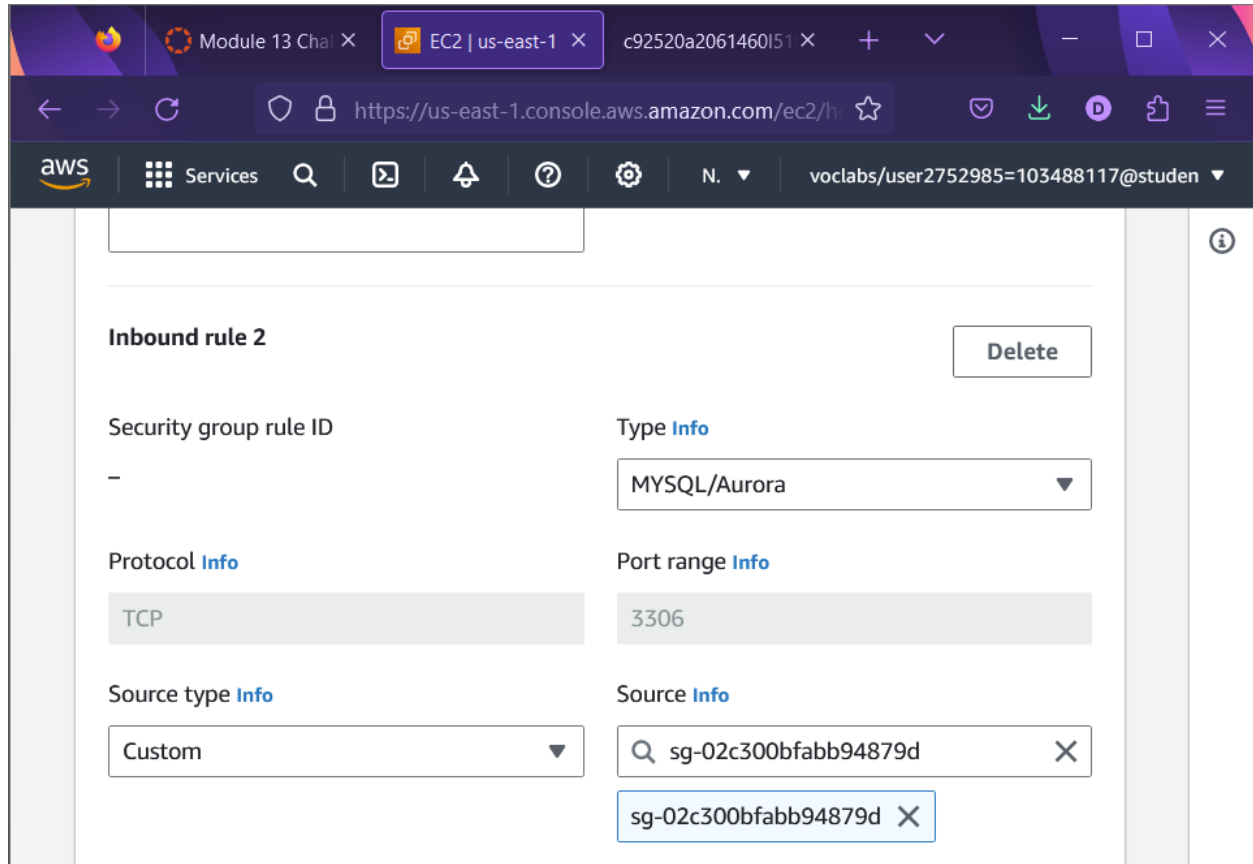 Module 13 Chal
EC2 | us-east-1
c92520a2061460l51
https://us-east-1.console.aws.amazon.com/ec2/h
D
aws
Services
N.
voclabs/user2752985=103488117@studen
Inbound rule 2
Delete
Security group rule ID
Type Info
–
MYSQL/Aurora
Protocol Info
Port range Info
TCP
3306
Source type Info
Source Info
Custom
sg-02c300bfabb94879d
sg-02c300bfabb94879d